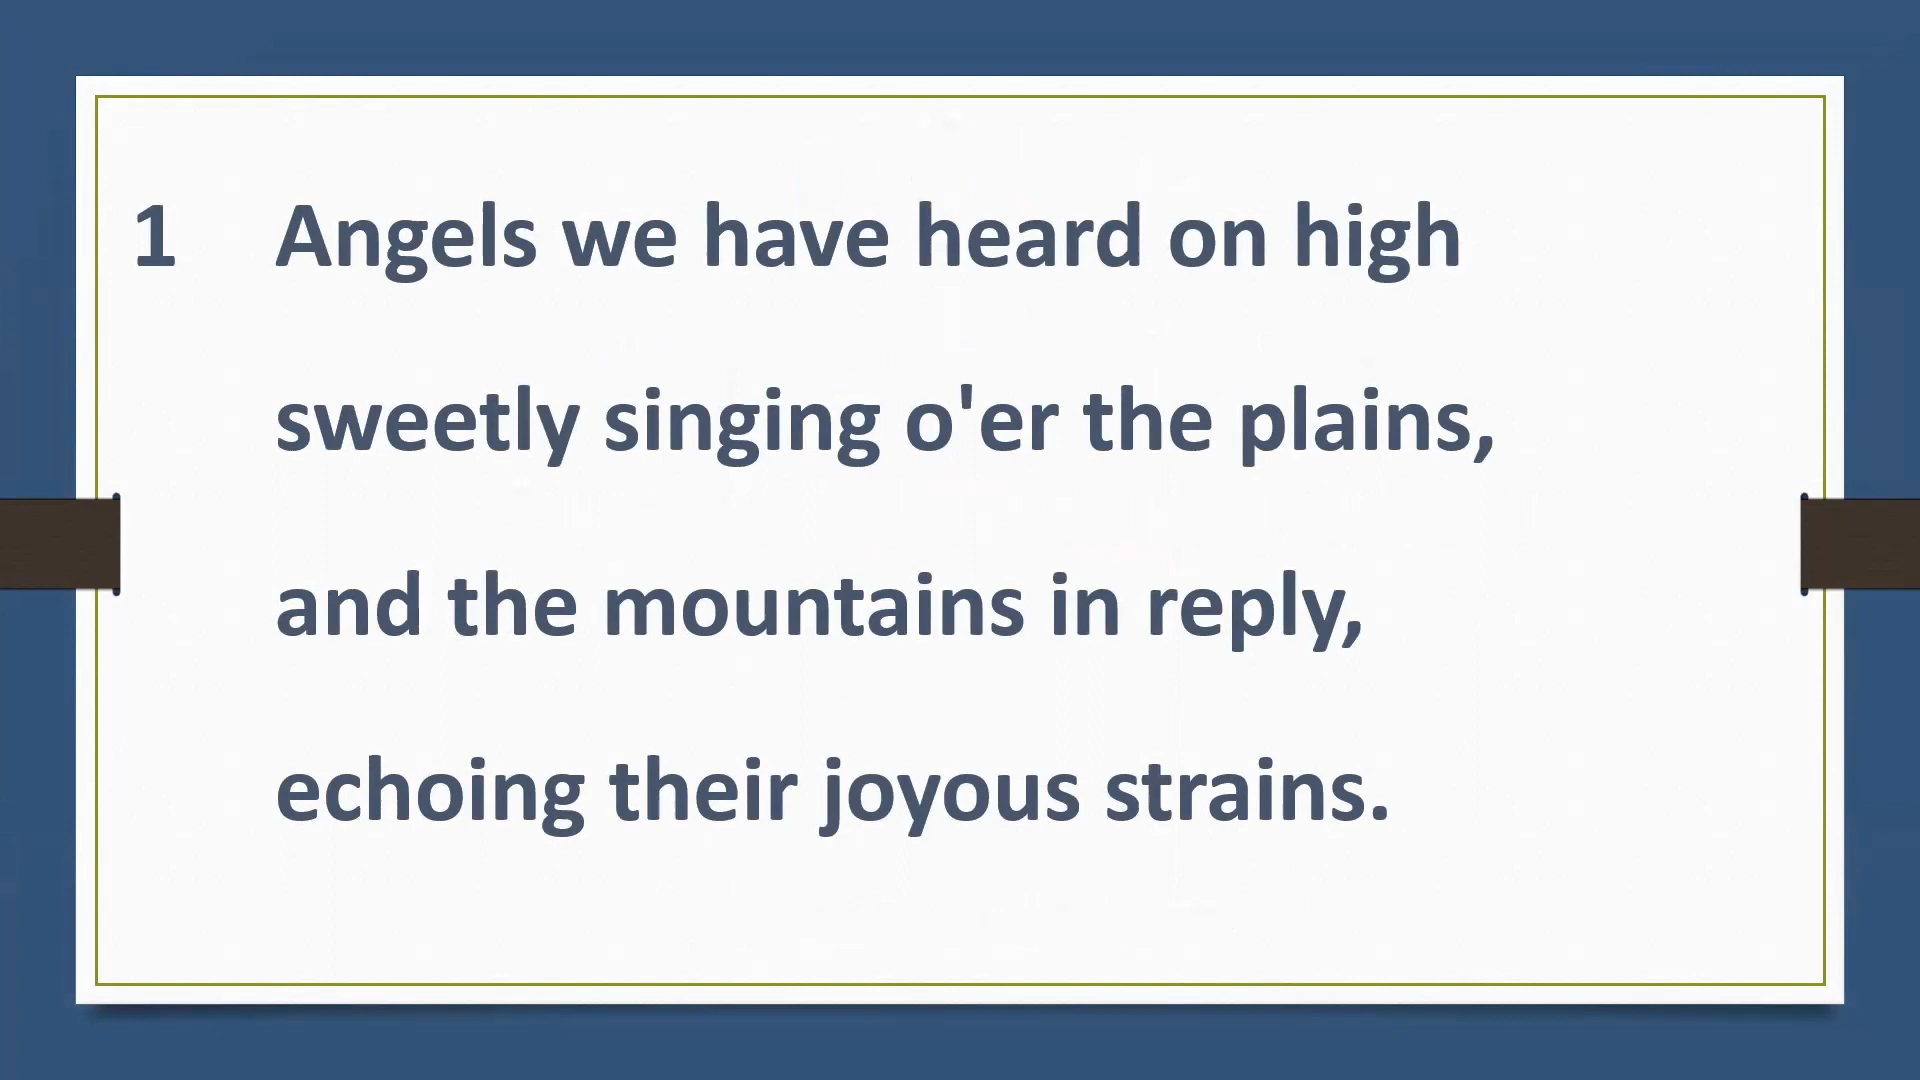 1 Angels we have heard on high
sweetly singing o'er the plains,
and the mountains in reply,
echoing their joyous strains.